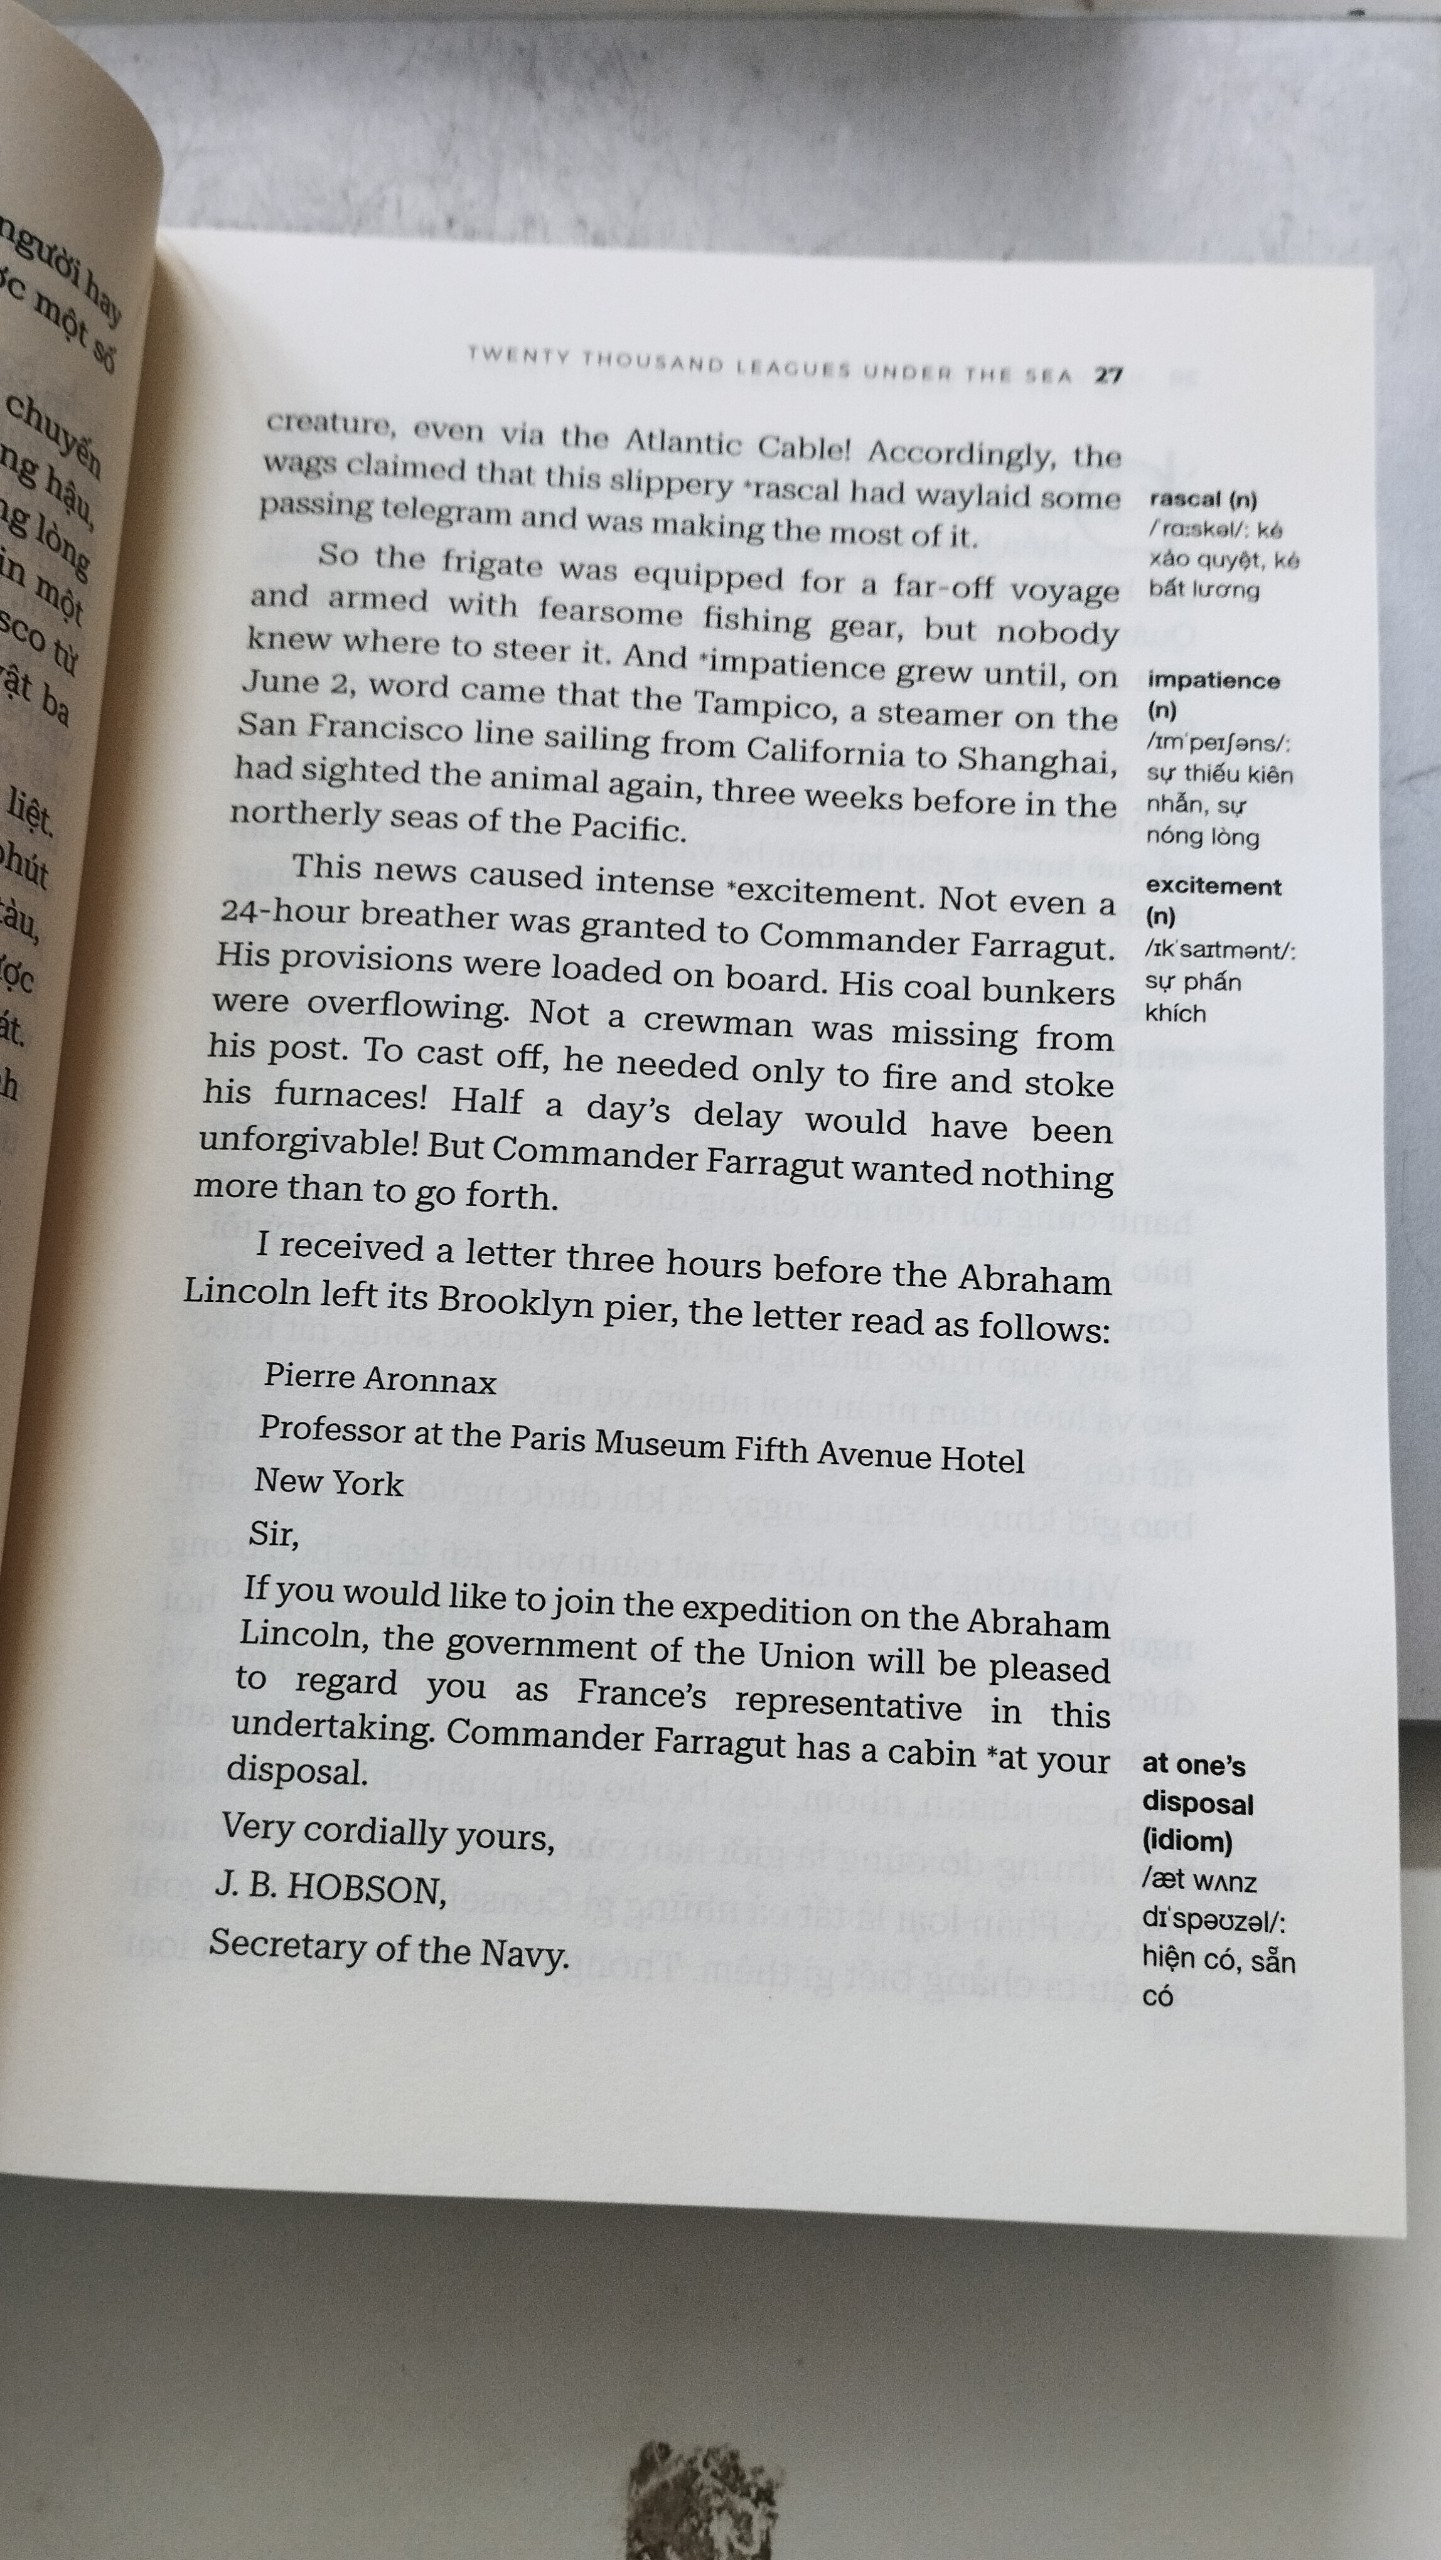 người hay
một số
chuyến
hậu,
lòng
một
từ
ba
liệt.
TWENTY THOUSAND LEAGUES UNDER THE SEA 27
creature, even via the Atlantic Cable! Accordingly, the
wags claimed that this slippery *rascal had waylaid some
passing telegram and was making the most of it.
So the frigate was equipped for a far-off voyage
and armed with fearsome fishing gear, but nobody
knew where to steer it. And *impatience grew until, on
June 2, word came that the Tampico, a steamer on the
San Francisco line sailing from California to Shanghai,
had sighted the animal again, three weeks before in the
northerly seas of the Pacific.
This news caused intense *excitement. Not even a
24-hour breather was granted to Commander Farragut.
His provisions were loaded on board. His coal bunkers
were overflowing. Not a crewman was missing from
his post. To cast off, he needed only to fire and stoke
his furnaces! Half a day's delay would have been
unforgivable! But Commander Farragut wanted nothing
more than to go forth.
I received a letter three hours before the Abraham
Lincoln left its Brooklyn pier, the letter read as follows:
Pierre Aronnax
Professor at the Paris Museum Fifth Avenue Hotel
New York
Sir,
If you would like to join the expedition on the Abraham
Lincoln, the government of the Union will be pleased
to regard you as France's representative in this
undertaking. Commander Farragut has a cabin *at your
disposal.
Very cordially yours,
J. B. HOBSON,
Secretary of the Navy.
rascal (n)
/ˈrɑːskəl/: kẻ
xảo quyệt, kẻ
bất lương
impatience
(n)
/ɪmˈpeɪʃəns/:
sự thiếu kiên
nhẫn, sự
nóng lòng
excitement
(n)
/ɪkˈsaɪtmənt/:
sự phấn
khích
at one's
disposal
(idiom)
/æt wʌnz
dɪˈspəʊzəl/:
hiện có, sẵn
có